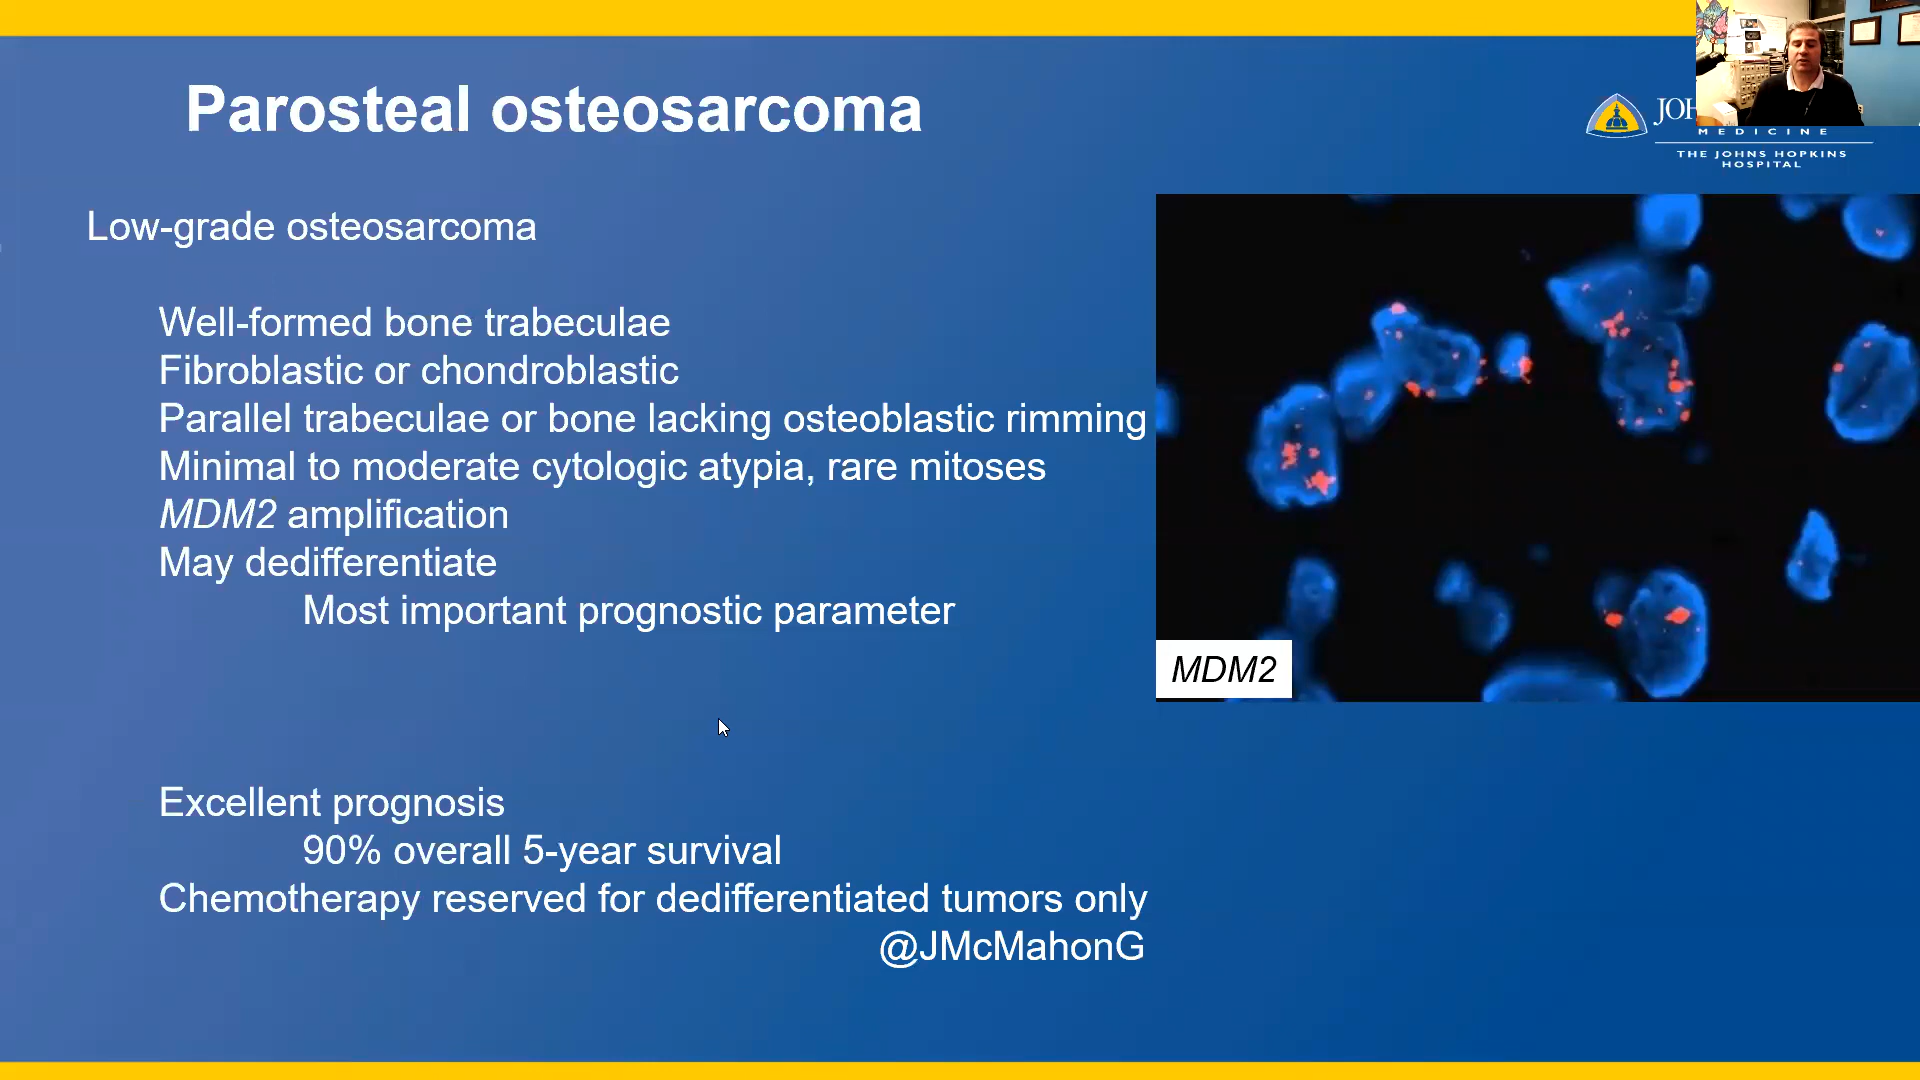 Parosteal osteosarcoma
JOH
MEDICINE
THE JOHNS HOPKINS
HOSPITAL
Low-grade osteosarcoma
Well-formed bone trabeculae
Fibroblastic or chondroblastic
Parallel trabeculae or bone lacking osteoblastic rimming
Minimal to moderate cytologic atypia, rare mitoses
MDM2 amplification
May dedifferentiate
Most important prognostic parameter
MDM2
Excellent prognosis
90% overall 5-year survival
Chemotherapy reserved for dedifferentiated tumors only
@JMcMahonG